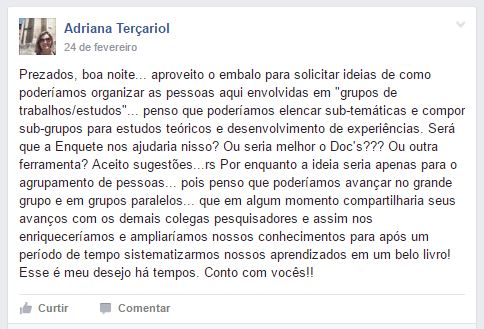 Adriana Terçariol
24 de fevereiro
Prezados, boa noite... aproveito o embalo para solicitar ideias de como
poderíamos organizar as pessoas aqui envolvidas em "grupos de
trabalhos/estudos"... penso que poderíamos elencar sub-temáticas e compor
sub-grupos para estudos teóricos e desenvolvimento de experiências. Será
que a Enquete nos ajudaria nisso? Ou seria melhor o Doc's??? Ou outra
ferramenta? Aceito sugestões...rs Por enquanto a ideia seria apenas para o
agrupamento de pessoas... pois penso que poderíamos avançar no grande
grupo e em grupos paralelos... que em algum momento compartilharia seus
avanços com os demais colegas pesquisadores e assim nos
enriqueceríamos e ampliaríamos nossos conhecimentos para após um
período de tempo sistematizarmos nossos aprendizados em um belo livro!
Esse é meu desejo há tempos. Conto com vocês!!
Curtir Comentar